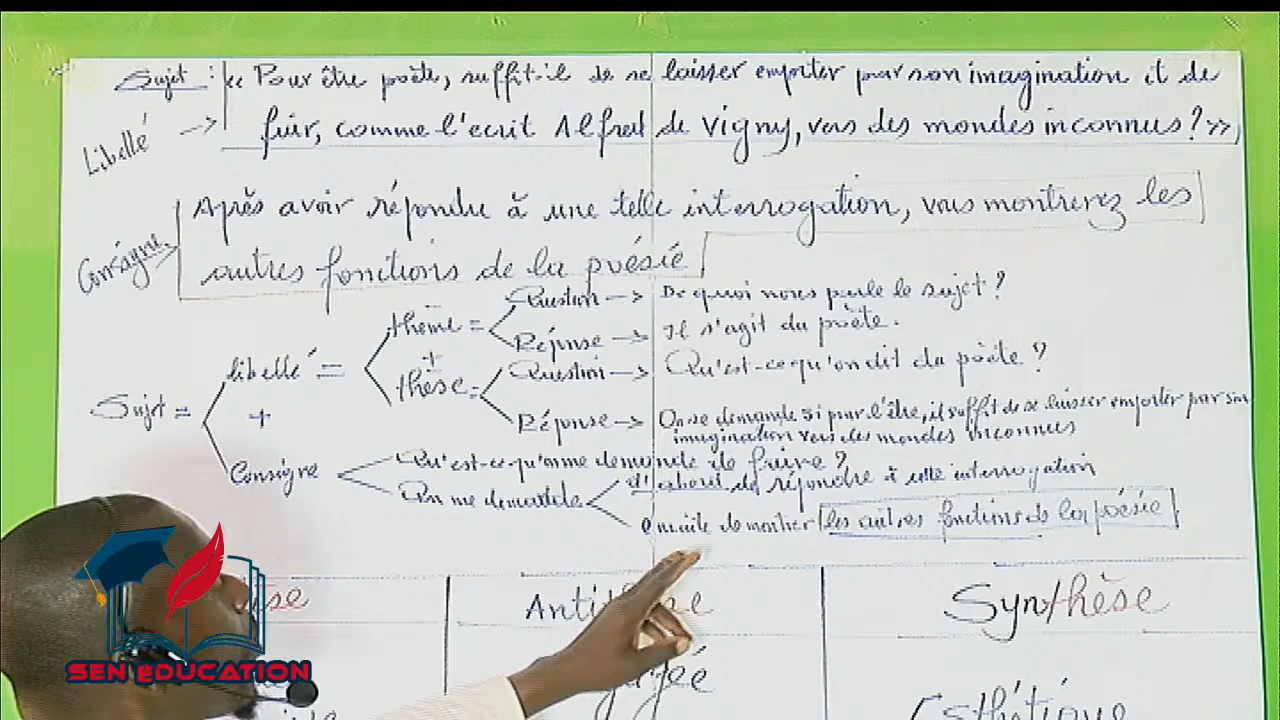 Sujet : « Pour être poète, suffit-il de se laisser emporter par son imagination et de
fuir, comme l'ecrit Alfred de Vigny, vers des mondes inconnus ? »
Libellé
Après avoir répondu à une telle interrogation, vous montrerez les
autres fonctions de la poésie
Consigne
Question → De quoi nous parle le sujet ?
thème =
Réponse → Il s'agit du poète.
libellé =
+
thèse =
Question → Qu'est-ce qu'on dit du poète ?
Sujet =
+
Réponse → On se demande si pour l'être, il suffit de se laisser emporter par son
imagination vers des mondes inconnus
Consigne
Qu'est-ce qu'on me demande de faire ?
On me demande
d'abord de répondre à cette interrogation
ensuite de montrer les autres fonctions de la poésie
Synthèse
Esthétique
SEN EDUCATION